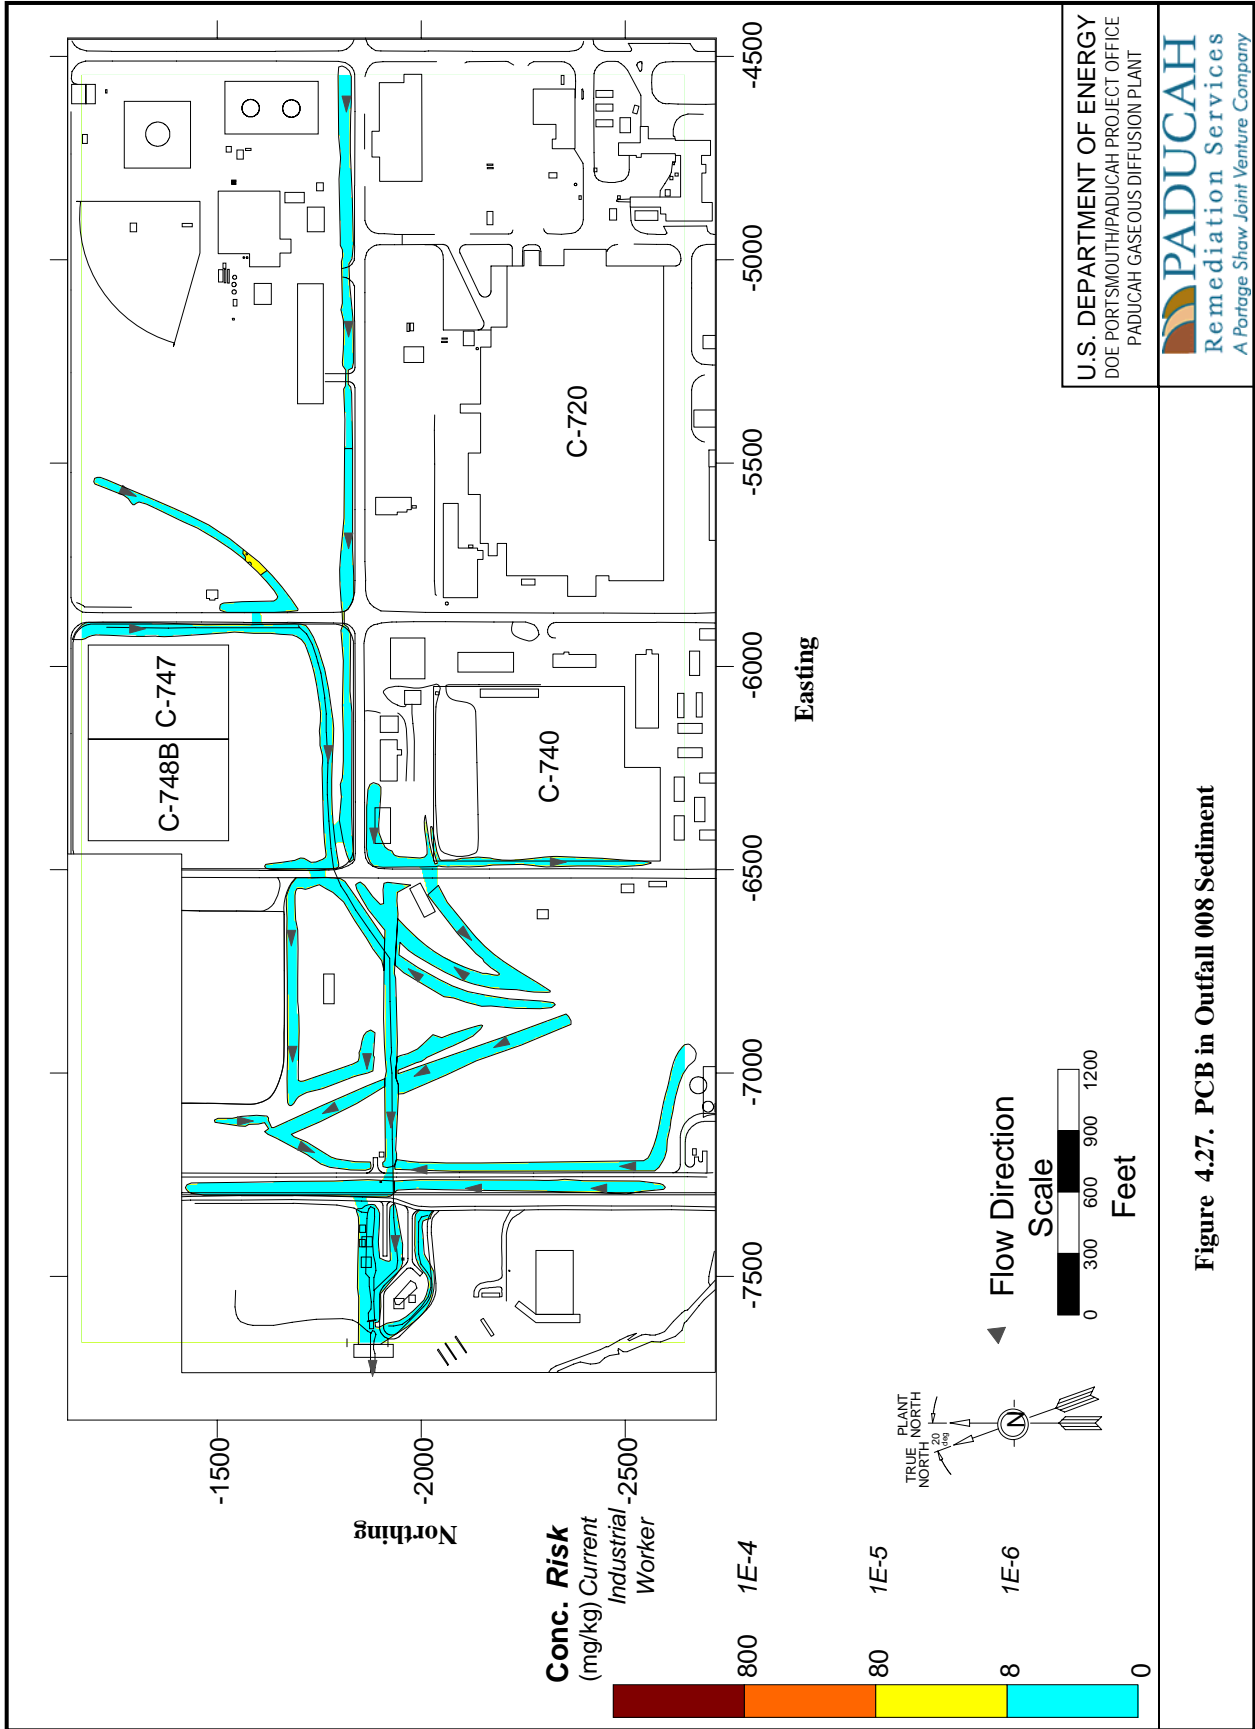 -1500
-2000
-2500
Northing
-7500
-7000
-6500
-6000
-5500
-5000
-4500
Easting
C-748B
C-747
C-740
C-720
Conc. Risk
(mg/kg) Current
Industrial
Worker
800 1E-4
80 1E-5
8 1E-6
0
TRUE NORTH
PLANT NORTH
20 deg
N
Flow Direction
Scale
0 300 600 900 1200
Feet
U.S. DEPARTMENT OF ENERGY
DOE PORTSMOUTH/PADUCAH PROJECT OFFICE
PADUCAH GASEOUS DIFFUSION PLANT
PADUCAH
Remediation Services
A Portage Shaw Joint Venture Company
Figure 4.27. PCB in Outfall 008 Sediment